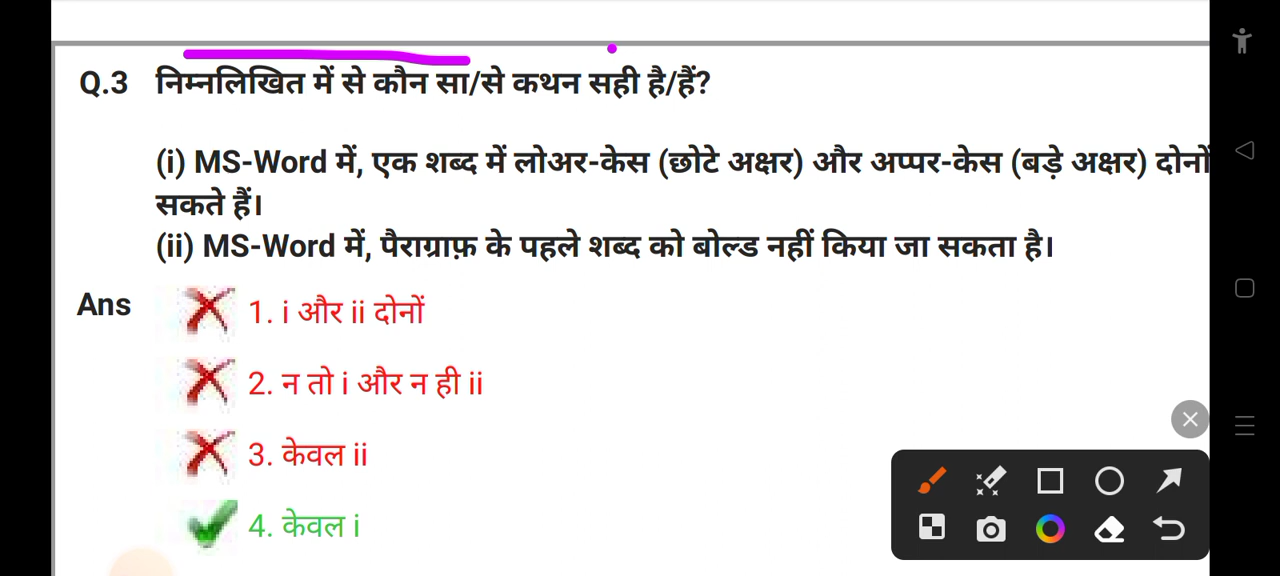 Q.3 निम्नलिखित में से कौन सा/से कथन सही है/हैं?
(i) MS-Word में, एक शब्द में लोअर-केस (छोटे अक्षर) और अप्पर-केस (बड़े अक्षर) दोनों
सकते हैं।
(ii) MS-Word में, पैराग्राफ़ के पहले शब्द को बोल्ड नहीं किया जा सकता है।
Ans 1. i और ii दोनों
2. न तो i और न ही ii
3. केवल ii
4. केवल i